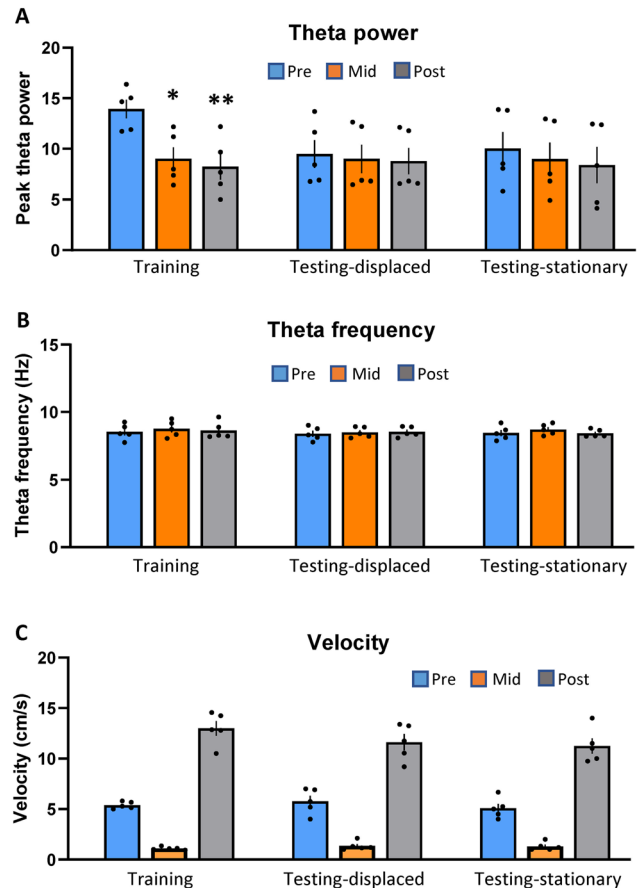 A
Theta power
Pre Mid Post
Peak theta power
20
15
10
5
0
* **
Training Testing-displaced Testing-stationary
B
Theta frequency
Pre Mid Post
Theta frequency (Hz)
15
10
5
0
Training Testing-displaced Testing-stationary
C
Velocity
Pre Mid Post
Velocity (cm/s)
20
15
10
5
0
Training Testing-displaced Testing-stationary